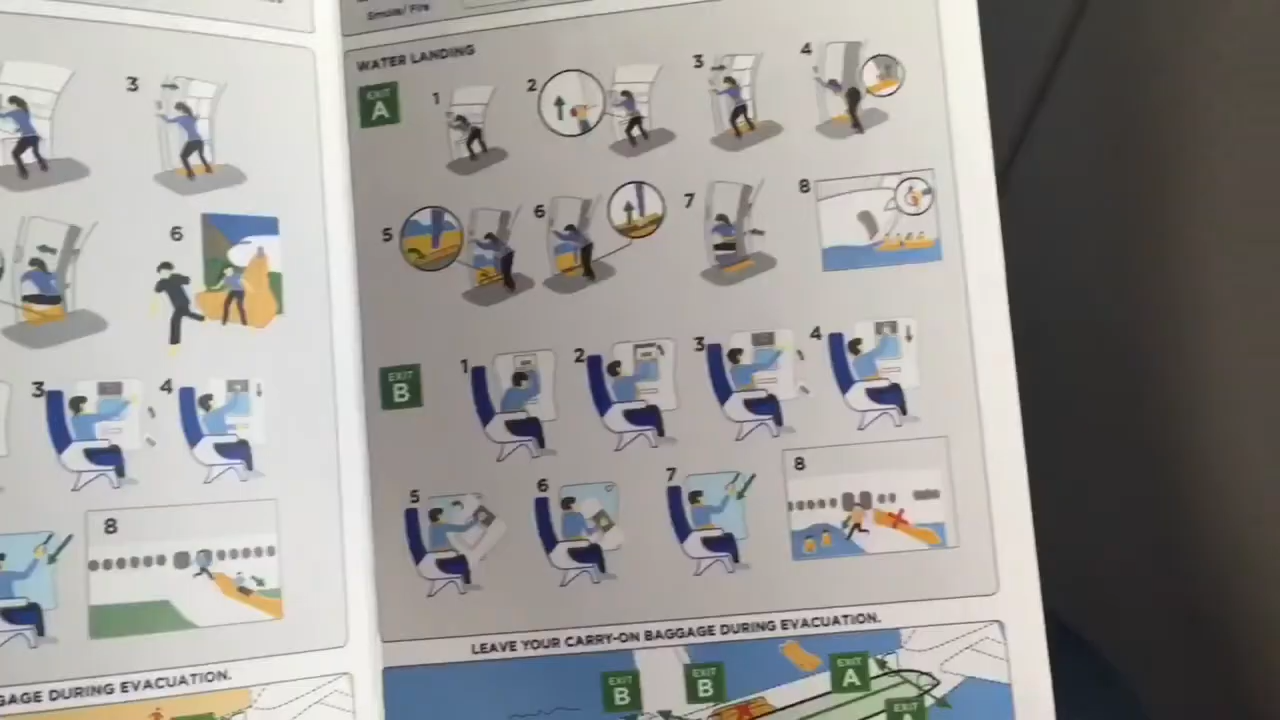 Smoke/ Fire
3
6
3
4
8
GAGE DURING EVACUATION.
WATER LANDING
EXIT
A
1
2
3
4
5
6
7
8
EXIT
B
1
2
3
4
5
6
7
8
LEAVE YOUR CARRY-ON BAGGAGE DURING EVACUATION.
EXIT
B
EXIT
B
EXIT
A
EXIT